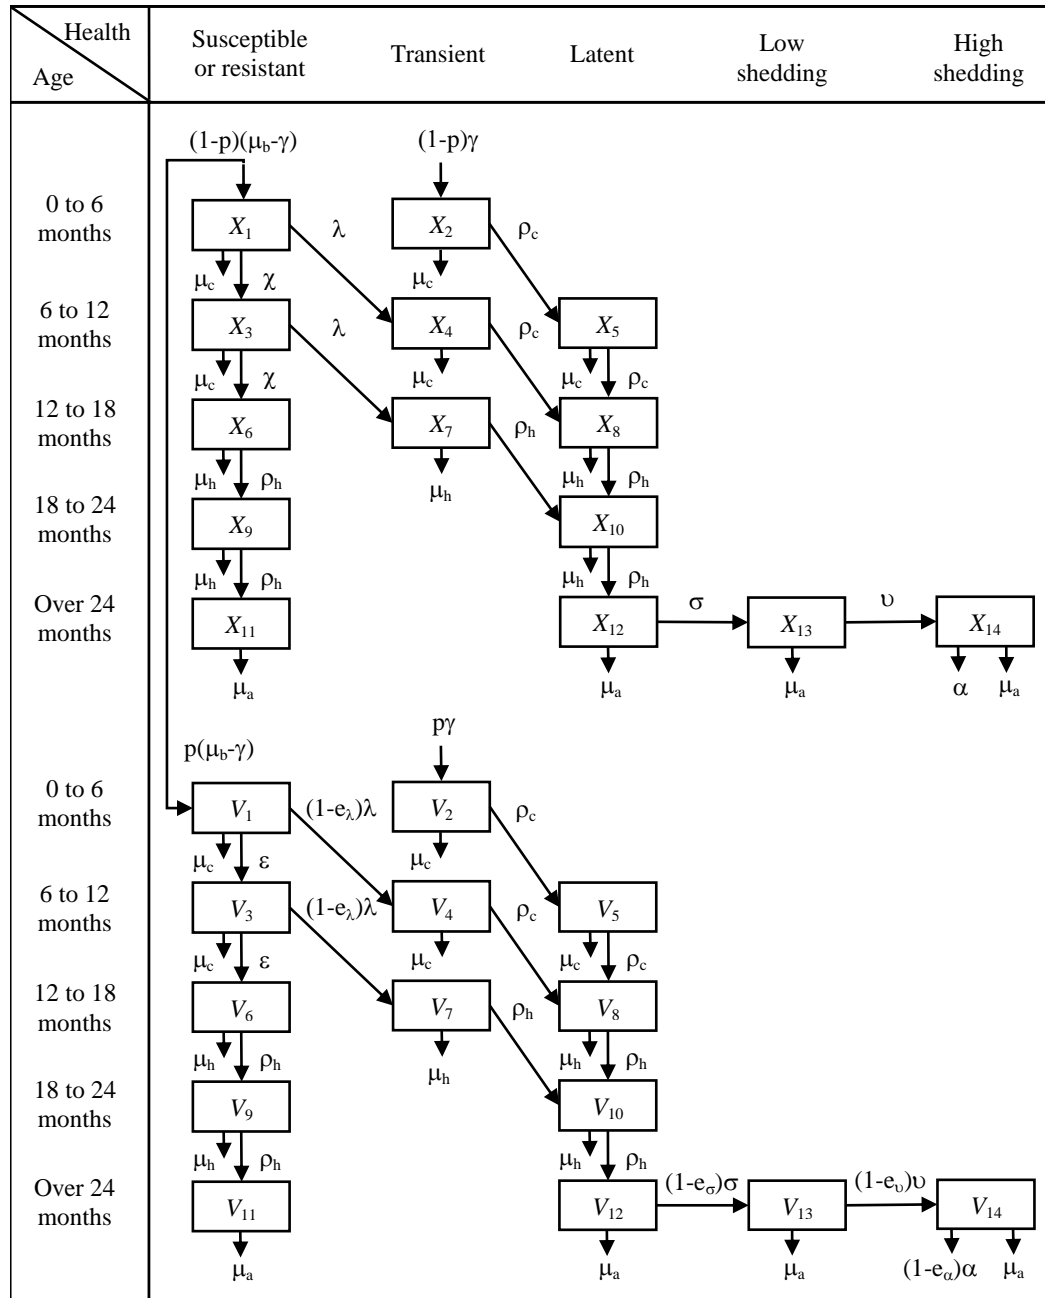 Health
Age
Susceptible or resistant
Transient
Latent
Low shedding
High shedding
(1-p)(μb-γ)
(1-p)γ
0 to 6 months
X1
λ
X2
ρc
μc
χ
μc
6 to 12 months
X3
λ
X4
ρc
X5
μc
χ
μc
μc
ρc
12 to 18 months
X6
X7
ρh
X8
μh
ρh
μh
μh
ρh
18 to 24 months
X9
X10
μh
ρh
μh
ρh
Over 24 months
X11
X12
σ
X13
υ
X14
μa
μa
μa
α
μa
p(μb-γ)
pγ
0 to 6 months
V1
(1-eλ)λ
V2
ρc
μc
ε
μc
6 to 12 months
V3
(1-eλ)λ
V4
ρc
V5
μc
ε
μc
μc
ρc
12 to 18 months
V6
V7
ρh
V8
μh
ρh
μh
μh
ρh
18 to 24 months
V9
V10
μh
ρh
μh
ρh
Over 24 months
V11
V12
(1-eσ)σ
V13
(1-eυ)υ
V14
μa
μa
μa
(1-eα)α
μa